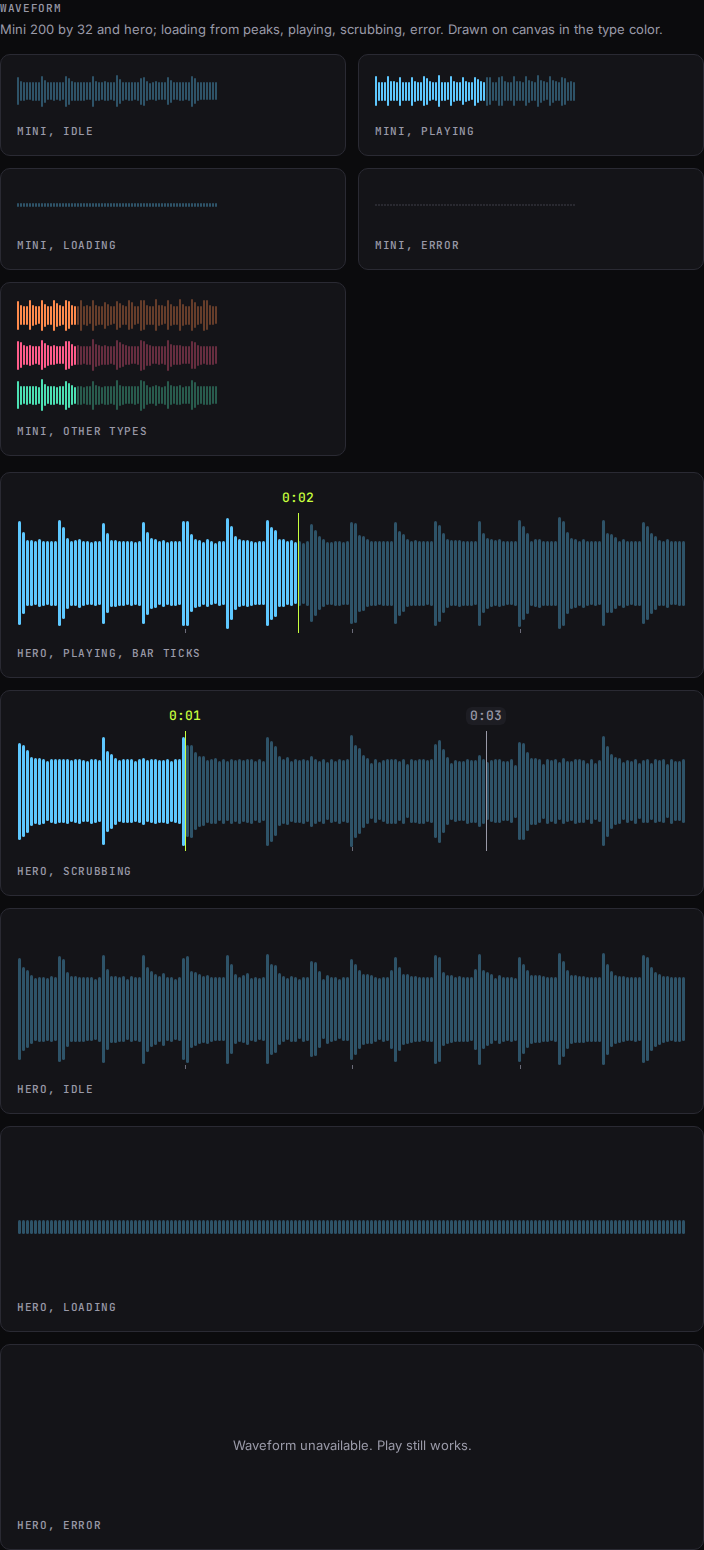 WAVEFORM
Mini 200 by 32 and hero; loading from peaks, playing, scrubbing, error. Drawn on canvas in the type color.
MINI, IDLE
MINI, PLAYING
MINI, LOADING
MINI, ERROR
MINI, OTHER TYPES
0:02
HERO, PLAYING, BAR TICKS
0:01
0:03
HERO, SCRUBBING
HERO, IDLE
HERO, LOADING
Waveform unavailable. Play still works.
HERO, ERROR